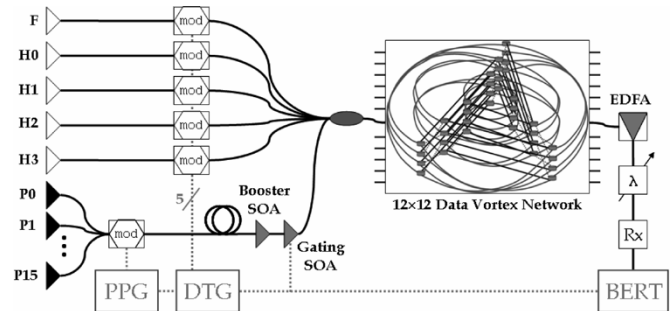 F
mod
H0
mod
H1
mod
H2
mod
H3
mod
P0
P1
P15
mod
5
Booster
SOA
Gating
SOA
PPG
DTG
12×12 Data Vortex Network
EDFA
λ
Rx
BERT